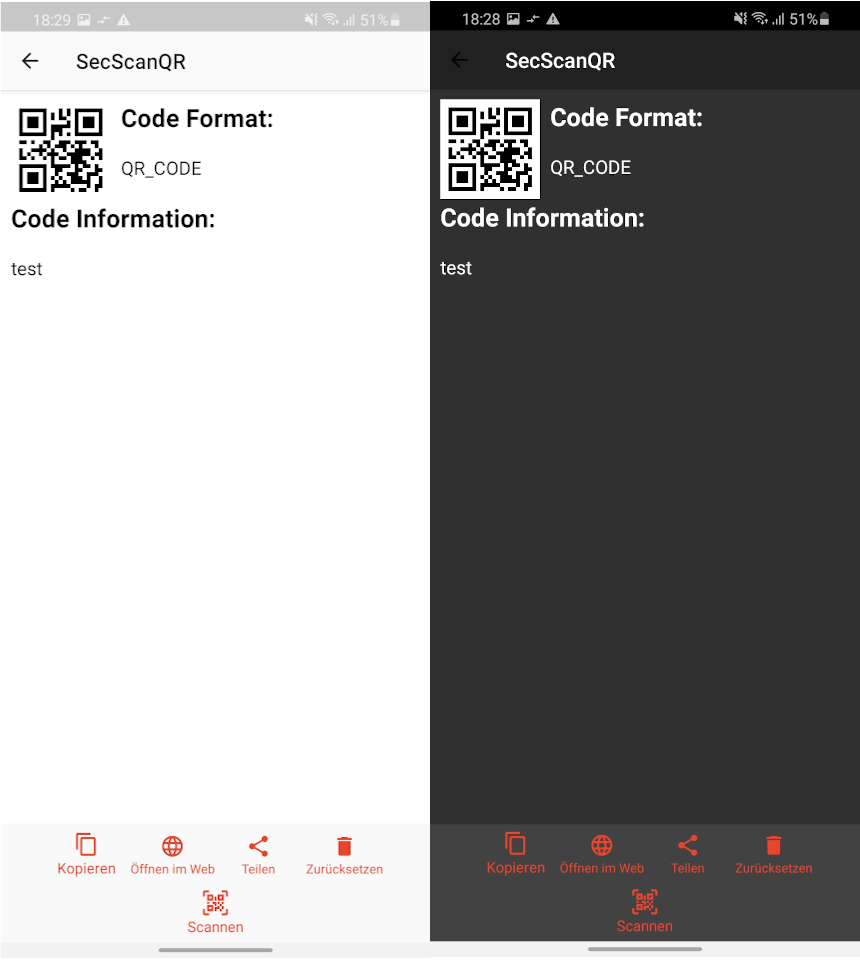 18:29 51%
SecScanQR
Code Format:
QR_CODE
Code Information:
test
Kopieren Öffnen im Web Teilen Zurücksetzen
Scannen
18:28 51%
SecScanQR
Code Format:
QR_CODE
Code Information:
test
Kopieren Öffnen im Web Teilen Zurücksetzen
Scannen